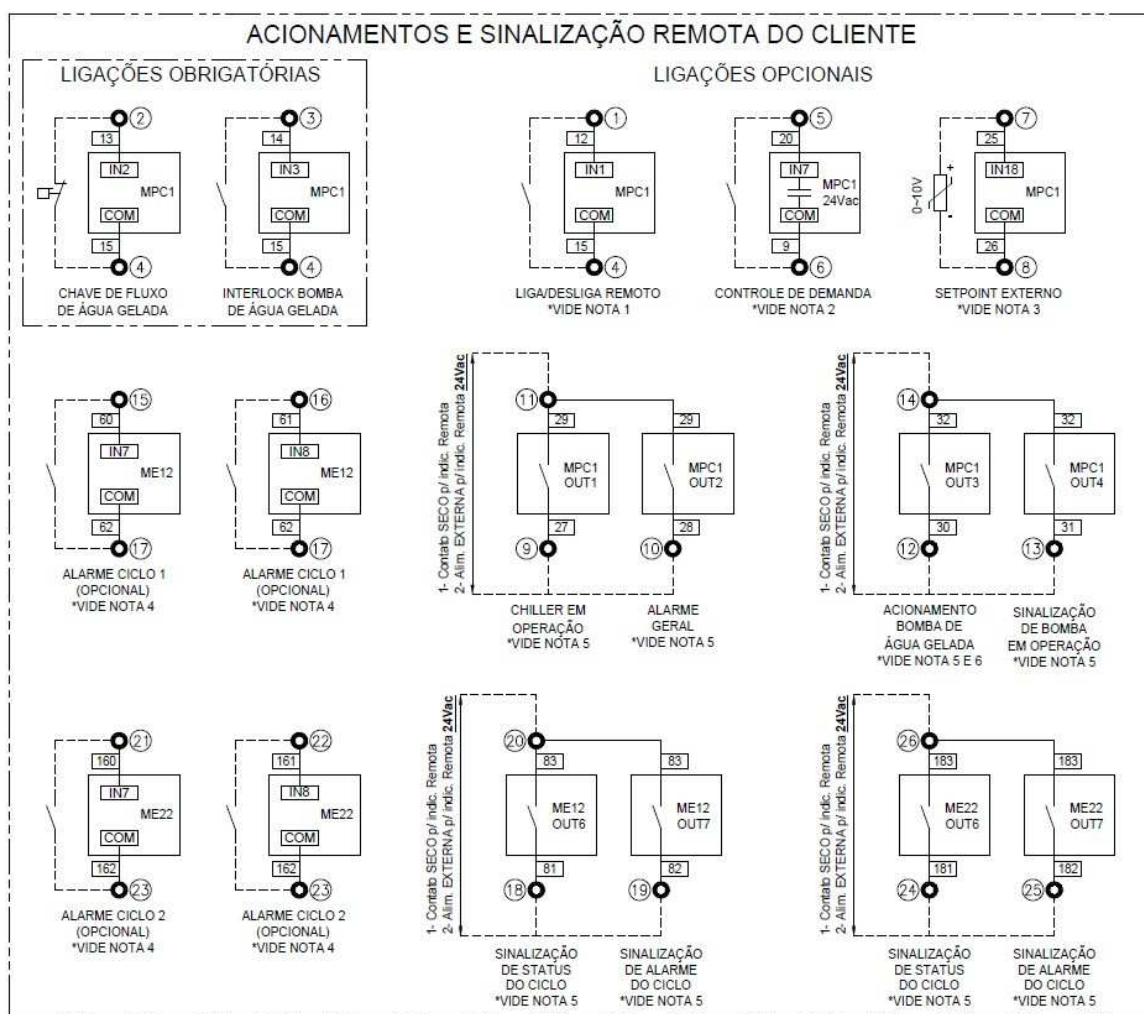 ACIONAMENTOS E SINALIZAÇÃO REMOTA DO CLIENTE
LIGAÇÕES OBRIGATÓRIAS
LIGAÇÕES OPCIONAIS
2
13
IN2
MPC1
COM
15
4
CHAVE DE FLUXO
DE ÁGUA GELADA
3
14
IN3
MPC1
COM
15
4
INTERLOCK BOMBA
DE ÁGUA GELADA
1
12
IN1
MPC1
COM
15
4
LIGA/DESLIGA REMOTO
*VIDE NOTA 1
5
20
IN7
MPC1
24Vac
COM
9
6
CONTROLE DE DEMANDA
*VIDE NOTA 2
7
25
IN18
MPC1
0~10V
+
-
COM
26
8
SETPOINT EXTERNO
*VIDE NOTA 3
15
60
IN7
ME12
COM
62
17
ALARME CICLO 1
(OPCIONAL)
*VIDE NOTA 4
16
61
IN8
ME12
COM
62
17
ALARME CICLO 1
(OPCIONAL)
*VIDE NOTA 4
1- Contato SECO p/ indic. Remota
2- Alim. EXTERNA p/ indic. Remota 24Vac
11
29
MPC1
OUT1
27
9
CHILLER EM
OPERAÇÃO
*VIDE NOTA 5
29
MPC1
OUT2
28
10
ALARME
GERAL
*VIDE NOTA 5
1- Contato SECO p/ indic. Remota
2- Alim. EXTERNA p/ indic. Remota 24Vac
14
32
MPC1
OUT3
30
12
ACIONAMENTO
BOMBA DE
ÁGUA GELADA
*VIDE NOTA 5 E 6
32
MPC1
OUT4
31
13
SINALIZAÇÃO
DE BOMBA
EM OPERAÇÃO
*VIDE NOTA 5
21
160
IN7
ME22
COM
162
23
ALARME CICLO 2
(OPCIONAL)
*VIDE NOTA 4
22
161
IN8
ME22
COM
162
23
ALARME CICLO 2
(OPCIONAL)
*VIDE NOTA 4
1- Contato SECO p/ indic. Remota
2- Alim. EXTERNA p/ indic. Remota 24Vac
20
83
ME12
OUT6
81
18
SINALIZAÇÃO
DE STATUS
DO CICLO
*VIDE NOTA 5
83
ME12
OUT7
82
19
SINALIZAÇÃO
DE ALARME
DO CICLO
*VIDE NOTA 5
1- Contato SECO p/ indic. Remota
2- Alim. EXTERNA p/ indic. Remota 24Vac
26
183
ME22
OUT6
181
24
SINALIZAÇÃO
DE STATUS
DO CICLO
*VIDE NOTA 5
183
ME22
OUT7
182
25
SINALIZAÇÃO
DE ALARME
DO CICLO
*VIDE NOTA 5